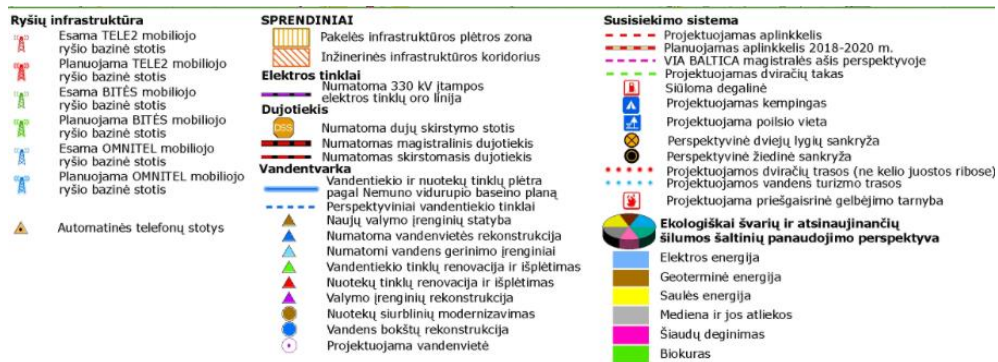 Ryšių infrastruktūra
Esama TELE2 mobiliojo
ryšio bazinė stotis
Planuojama TELE2 mobiliojo
ryšio bazinė stotis
Esama BITĖS mobiliojo
ryšio bazinė stotis
Planuojama BITĖS mobiliojo
ryšio bazinė stotis
Esama OMNITEL mobiliojo
ryšio bazinė stotis
Planuojama OMNITEL mobiliojo
ryšio bazinė stotis
Automatinės telefonų stotys
SPRENDINIAI
Pakelės infrastruktūros plėtros zona
Inžinerinės infrastruktūros koridorius
Elektros tinklai
Numatoma 330 kV įtampos
elektros tinklų oro linija
Dujotiekis
DSS
Numatoma dujų skirstymo stotis
Numatomas magistralinis dujotiekis
Numatomas skirstomasis dujotiekis
Vandentvarka
Vandentiekio ir nuotekų tinklų plėtra
pagal Nemuno vidurupio baseino planą
Perspektyviniai vandentiekio tinklai
Naujų valymo įrenginių statyba
Numatoma vandenvietės rekonstrukcija
Numatomi vandens gerinimo įrenginiai
Vandentiekio tinklų renovacija ir išplėtimas
Nuotekų tinklų renovacija ir išplėtimas
Valymo įrenginių rekonstrukcija
Nuotekų siurblinių modernizavimas
Vandens bokštų rekonstrukcija
Projektuojama vandenvietė
Susisiekimo sistema
Projektuojamas aplinkkelis
Planuojamas aplinkkelis 2018-2020 m.
VIA BALTICA magistralės ašis perspektyvoje
Projektuojamas dviračių takas
Siūloma degalinė
Projektuojamas kempingas
Projektuojama poilsio vieta
Perspektyvinė dviejų lygių sankryža
Perspektyvinė žiedinė sankryža
Projektuojamos dviračių trasos (ne kelio juostos ribose)
Projektuojamos vandens turizmo trasos
Projektuojama priešgaisrinė gelbėjimo tarnyba
Ekologiškai švarių ir atsinaujinančių
šilumos šaltinių panaudojimo perspektyva
Elektros energija
Geoterminė energija
Saulės energija
Mediena ir jos atliekos
Šiaudų deginimas
Biokuras